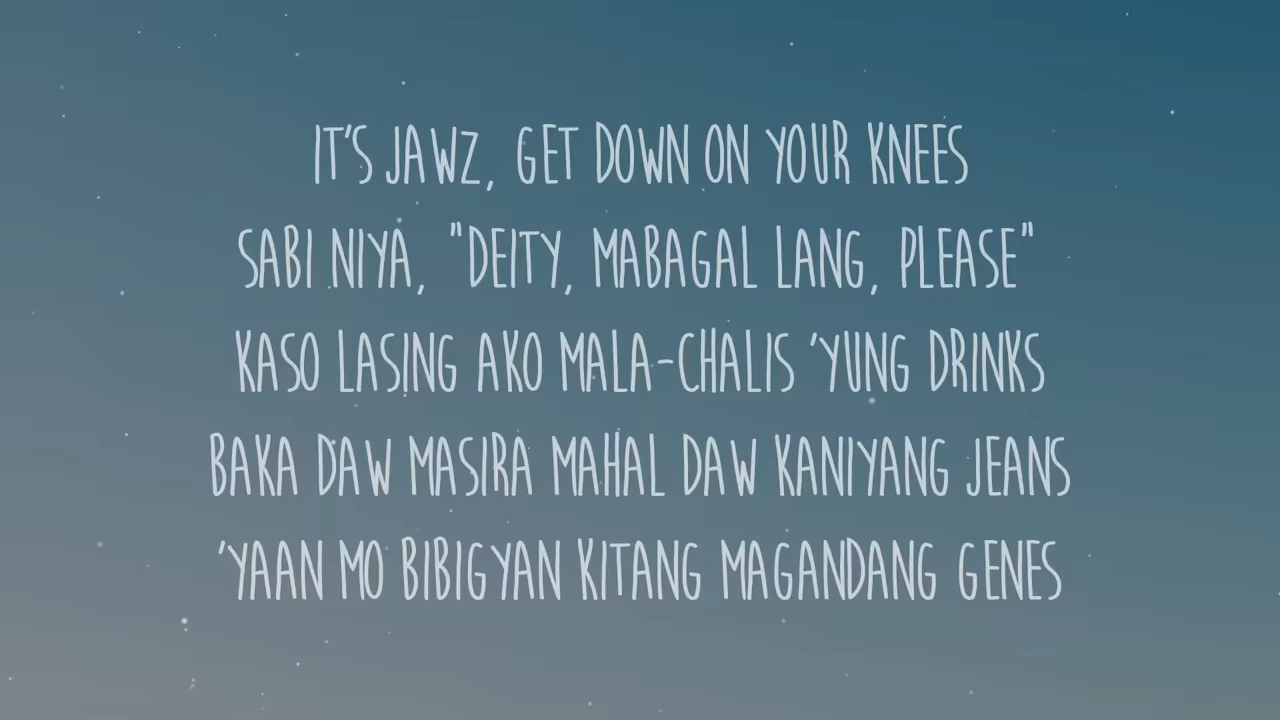 IT'S JAWZ, GET DOWN ON YOUR KNEES
SABI NIYA, "DEITY, MABAGAL LANG, PLEASE"
KASO LASING AKO MALA-CHALIS 'YUNG DRINKS
BAKA DAW MASIRA MAHAL DAW KANIYANG JEANS
'YAAN MO BIBIGYAN KITANG MAGANDANG GENES